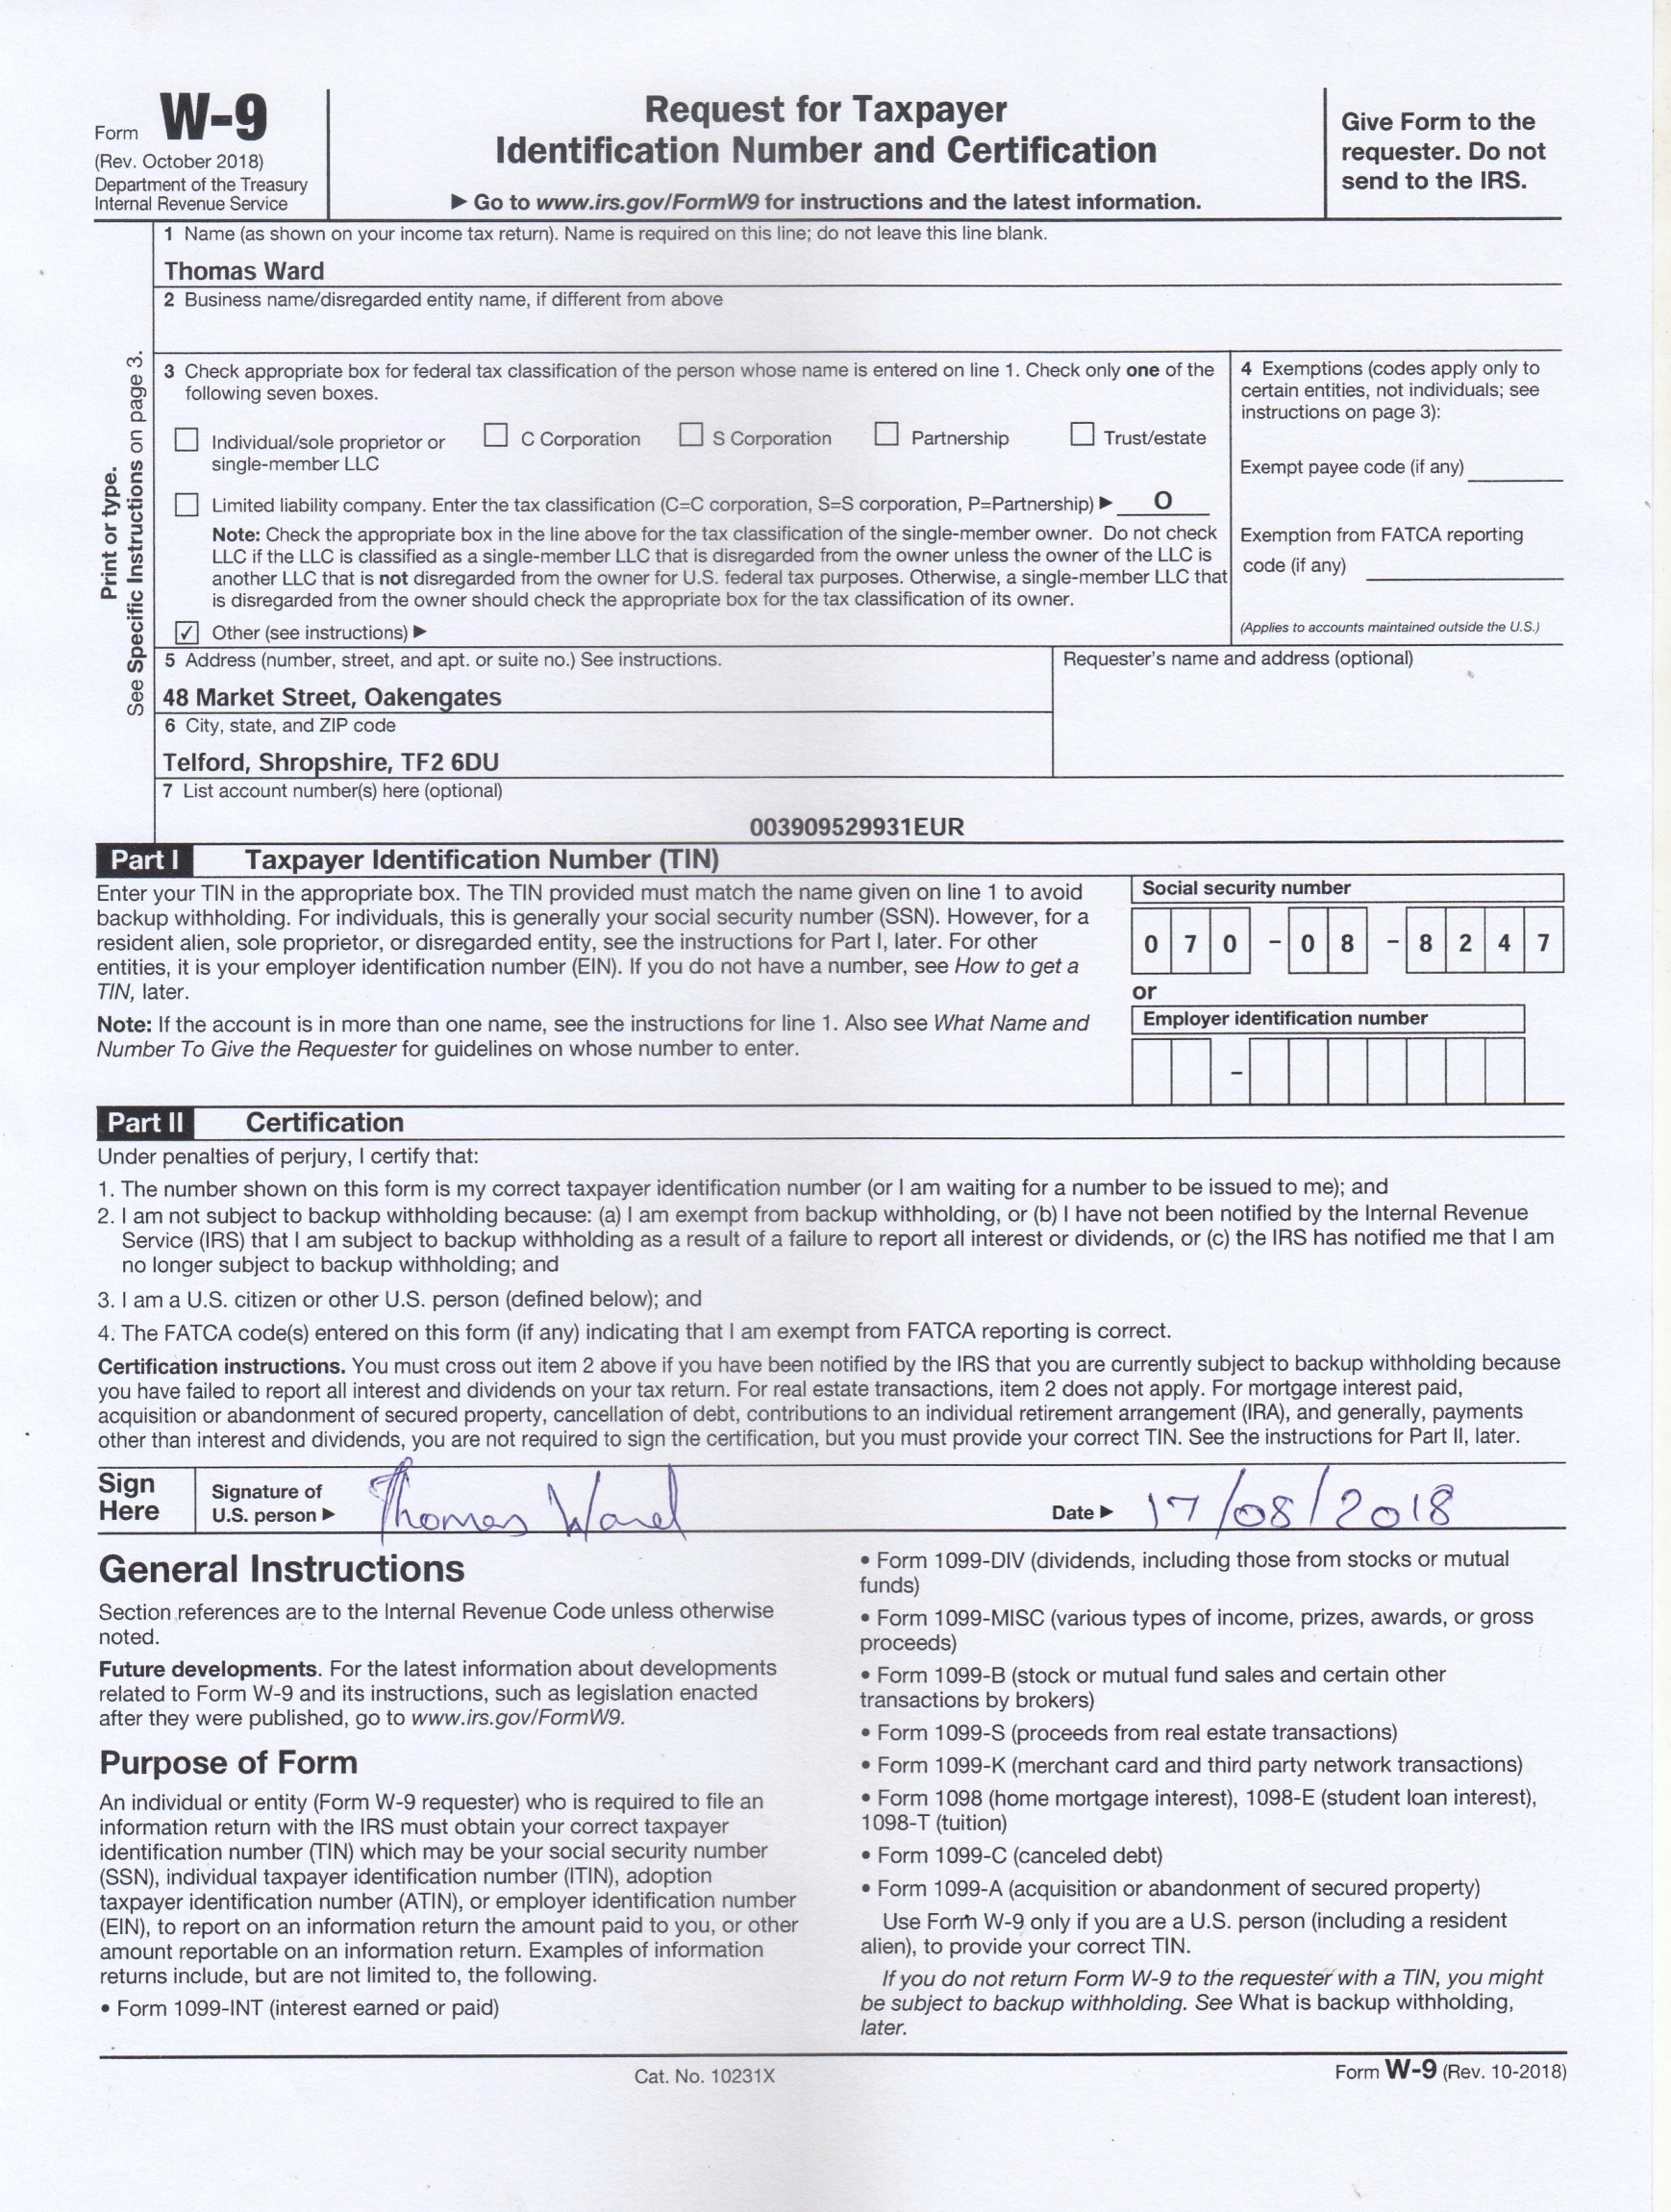 Form W-9
(Rev. October 2018)
Department of the Treasury
Internal Revenue Service
Request for Taxpayer
Identification Number and Certification
▶ Go to www.irs.gov/FormW9 for instructions and the latest information.
Give Form to the
requester. Do not
send to the IRS.
Print or type.
See Specific Instructions on page 3.
1 Name (as shown on your income tax return). Name is required on this line; do not leave this line blank.
Thomas Ward
2 Business name/disregarded entity name, if different from above
3 Check appropriate box for federal tax classification of the person whose name is entered on line 1. Check only one of the
following seven boxes.
Individual/sole proprietor or
single-member LLC
C Corporation
S Corporation
Partnership
Trust/estate
Limited liability company. Enter the tax classification (C=C corporation, S=S corporation, P=Partnership) ▶ O
Note: Check the appropriate box in the line above for the tax classification of the single-member owner. Do not check
LLC if the LLC is classified as a single-member LLC that is disregarded from the owner unless the owner of the LLC is
another LLC that is not disregarded from the owner for U.S. federal tax purposes. Otherwise, a single-member LLC that
is disregarded from the owner should check the appropriate box for the tax classification of its owner.
✓ Other (see instructions) ▶
4 Exemptions (codes apply only to
certain entities, not individuals; see
instructions on page 3):
Exempt payee code (if any)
Exemption from FATCA reporting
code (if any)
(Applies to accounts maintained outside the U.S.)
5 Address (number, street, and apt. or suite no.) See instructions.
48 Market Street, Oakengates
6 City, state, and ZIP code
Telford, Shropshire, TF2 6DU
Requester's name and address (optional)
7 List account number(s) here (optional)
003909529931EUR
Part I Taxpayer Identification Number (TIN)
Enter your TIN in the appropriate box. The TIN provided must match the name given on line 1 to avoid
backup withholding. For individuals, this is generally your social security number (SSN). However, for a
resident alien, sole proprietor, or disregarded entity, see the instructions for Part I, later. For other
entities, it is your employer identification number (EIN). If you do not have a number, see How to get a
TIN, later.
Note: If the account is in more than one name, see the instructions for line 1. Also see What Name and
Number To Give the Requester for guidelines on whose number to enter.
Social security number
0 7 0 - 0 8 - 8 2 4 7
or
Employer identification number
-
Part II Certification
Under penalties of perjury, I certify that:
1. The number shown on this form is my correct taxpayer identification number (or I am waiting for a number to be issued to me); and
2. I am not subject to backup withholding because: (a) I am exempt from backup withholding, or (b) I have not been notified by the Internal Revenue
Service (IRS) that I am subject to backup withholding as a result of a failure to report all interest or dividends, or (c) the IRS has notified me that I am
no longer subject to backup withholding; and
3. I am a U.S. citizen or other U.S. person (defined below); and
4. The FATCA code(s) entered on this form (if any) indicating that I am exempt from FATCA reporting is correct.
Certification instructions. You must cross out item 2 above if you have been notified by the IRS that you are currently subject to backup withholding because
you have failed to report all interest and dividends on your tax return. For real estate transactions, item 2 does not apply. For mortgage interest paid,
acquisition or abandonment of secured property, cancellation of debt, contributions to an individual retirement arrangement (IRA), and generally, payments
other than interest and dividends, you are not required to sign the certification, but you must provide your correct TIN. See the instructions for Part II, later.
Sign
Here
Signature of
U.S. person ▶ Thomas Ward
Date ▶ 17/08/2018
General Instructions
Section references are to the Internal Revenue Code unless otherwise
noted.
Future developments. For the latest information about developments
related to Form W-9 and its instructions, such as legislation enacted
after they were published, go to www.irs.gov/FormW9.
Purpose of Form
An individual or entity (Form W-9 requester) who is required to file an
information return with the IRS must obtain your correct taxpayer
identification number (TIN) which may be your social security number
(SSN), individual taxpayer identification number (ITIN), adoption
taxpayer identification number (ATIN), or employer identification number
(EIN), to report on an information return the amount paid to you, or other
amount reportable on an information return. Examples of information
returns include, but are not limited to, the following.
• Form 1099-INT (interest earned or paid)
• Form 1099-DIV (dividends, including those from stocks or mutual
funds)
• Form 1099-MISC (various types of income, prizes, awards, or gross
proceeds)
• Form 1099-B (stock or mutual fund sales and certain other
transactions by brokers)
• Form 1099-S (proceeds from real estate transactions)
• Form 1099-K (merchant card and third party network transactions)
• Form 1098 (home mortgage interest), 1098-E (student loan interest),
1098-T (tuition)
• Form 1099-C (canceled debt)
• Form 1099-A (acquisition or abandonment of secured property)
Use Form W-9 only if you are a U.S. person (including a resident
alien), to provide your correct TIN.
If you do not return Form W-9 to the requester with a TIN, you might
be subject to backup withholding. See What is backup withholding,
later.
Cat. No. 10231X
Form W-9 (Rev. 10-2018)